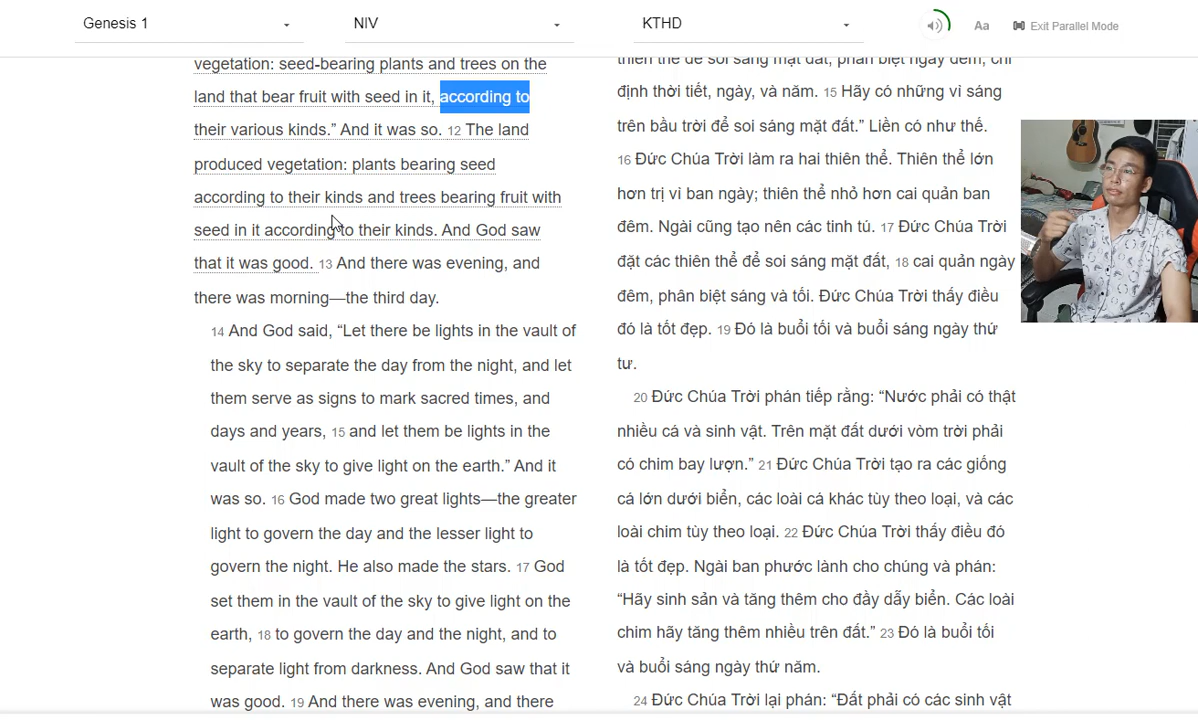 Genesis 1
NIV
KTHD
Aa
Exit Parallel Mode
vegetation: seed-bearing plants and trees on the
land that bear fruit with seed in it, according to
their various kinds.” And it was so. 12 The land
produced vegetation: plants bearing seed
according to their kinds and trees bearing fruit with
seed in it according to their kinds. And God saw
that it was good. 13 And there was evening, and
there was morning—the third day.
14 And God said, “Let there be lights in the vault of
the sky to separate the day from the night, and let
them serve as signs to mark sacred times, and
days and years, 15 and let them be lights in the
vault of the sky to give light on the earth.” And it
was so. 16 God made two great lights—the greater
light to govern the day and the lesser light to
govern the night. He also made the stars. 17 God
set them in the vault of the sky to give light on the
earth, 18 to govern the day and the night, and to
separate light from darkness. And God saw that it
was good. 19 And there was evening, and there
thiên thể để soi sáng mặt đất, phân biệt ngày đêm, chỉ
định thời tiết, ngày, và năm. 15 Hãy có những vì sáng
trên bầu trời để soi sáng mặt đất.” Liền có như thế.
16 Đức Chúa Trời làm ra hai thiên thể. Thiên thể lớn
hơn trị vì ban ngày; thiên thể nhỏ hơn cai quản ban
đêm. Ngài cũng tạo nên các tinh tú. 17 Đức Chúa Trời
đặt các thiên thể để soi sáng mặt đất, 18 cai quản ngày
đêm, phân biệt sáng và tối. Đức Chúa Trời thấy điều
đó là tốt đẹp. 19 Đó là buổi tối và buổi sáng ngày thứ
tư.
20 Đức Chúa Trời phán tiếp rằng: “Nước phải có thật
nhiều cá và sinh vật. Trên mặt đất dưới vòm trời phải
có chim bay lượn.” 21 Đức Chúa Trời tạo ra các giống
cá lớn dưới biển, các loài cá khác tùy theo loại, và các
loài chim tùy theo loại. 22 Đức Chúa Trời thấy điều đó
là tốt đẹp. Ngài ban phước lành cho chúng và phán:
“Hãy sinh sản và tăng thêm cho đầy dẫy biển. Các loài
chim hãy tăng thêm nhiều trên đất.” 23 Đó là buổi tối
và buổi sáng ngày thứ năm.
24 Đức Chúa Trời lại phán: “Đất phải có các sinh vật